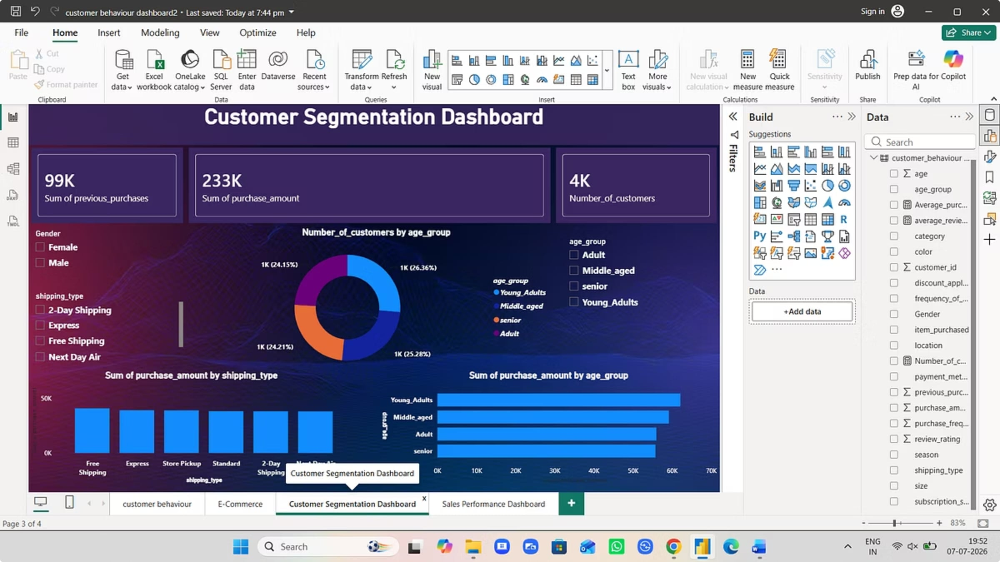 customer behaviour dashboard2 • Last saved: Today at 7:44 pm
Sign in
File
Home
Insert
Modeling
View
Optimize
Help
Share
Paste
Cut
Copy
Format painter
Clipboard
Get data
Excel workbook
OneLake catalog
SQL Server
Enter data
Dataverse
Recent sources
Data
Transform data
Refresh
Queries
New visual
Text box
More visuals
Insert
New visual calculation
New measure
Quick measure
Calculations
Sensitivity
Sensitivity
Publish
Share
Prep data for AI
Copilot
Copilot
DAX
TMDL
Customer Segmentation Dashboard
99K
Sum of previous_purchases
233K
Sum of purchase_amount
4K
Number_of_customers
Gender
Female
Male
shipping_type
2-Day Shipping
Express
Free Shipping
Next Day Air
Number_of_customers by age_group
1K (24.15%)
1K (26.36%)
1K (24.21%)
1K (25.28%)
age_group
Young_Adults
Middle_aged
senior
Adult
age_group
Adult
Middle_aged
senior
Young_Adults
Sum of purchase_amount by shipping_type
50K
0K
Free Shipping
Express
Store Pickup
Standard
2-Day Shipping
Next Day Air
shipping_type
Customer Segmentation Dashboard
Sum of purchase_amount by age_group
age_group
Young_Adults
Middle_aged
Adult
senior
0K
10K
20K
30K
40K
50K
60K
70K
Filters
Build
Suggestions
R
Py
123
Data
+Add data
Data
Search
customer_behaviour ...
age
age_group
Average_purc...
average_revie...
category
color
customer_id
discount_appl...
frequency_of_...
Gender
item_purchased
location
Number_of_c...
payment_met...
previous_purc...
purchase_am...
purchase_freq...
review_rating
season
shipping_type
size
subscription_s...
customer behaviour
E-Commerce
Customer Segmentation Dashboard
x
Sales Performance Dashboard
+
Page 3 of 4
- + 83%
Search
ENG
IN
19:52
07-07-2026